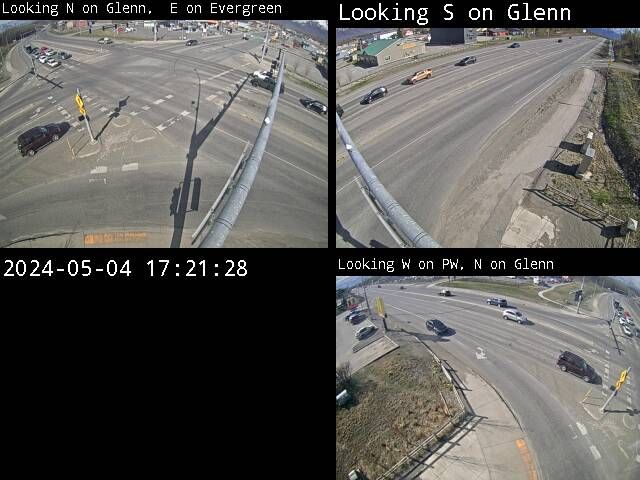 Looking N on Glenn,  E on Evergreen
Looking S on Glenn
2024-05-04 17:21:28
Looking W on PW, N on Glenn